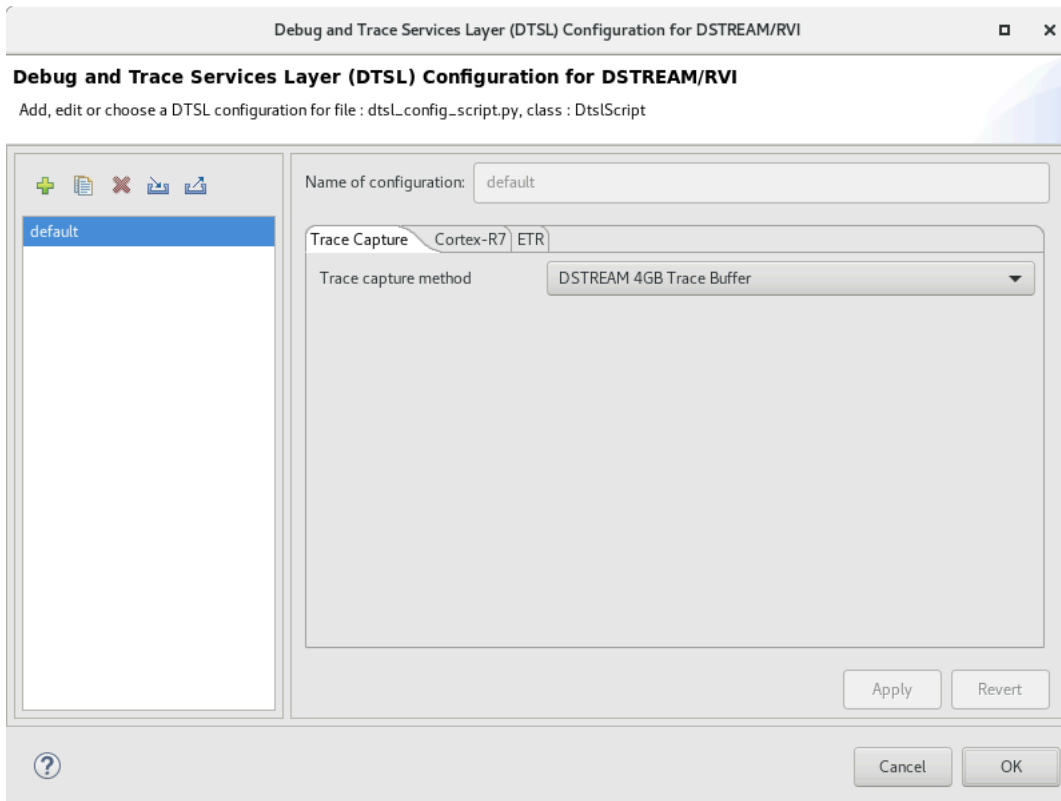 Debug and Trace Services Layer (DTSL) Configuration for DSTREAM/RVI
Debug and Trace Services Layer (DTSL) Configuration for DSTREAM/RVI
Add, edit or choose a DTSL configuration for file : dtsl_config_script.py, class : DtslScript
default
Name of configuration: default
Trace Capture Cortex-R7 ETR
Trace capture method DSTREAM 4GB Trace Buffer
Apply Revert
? Cancel OK